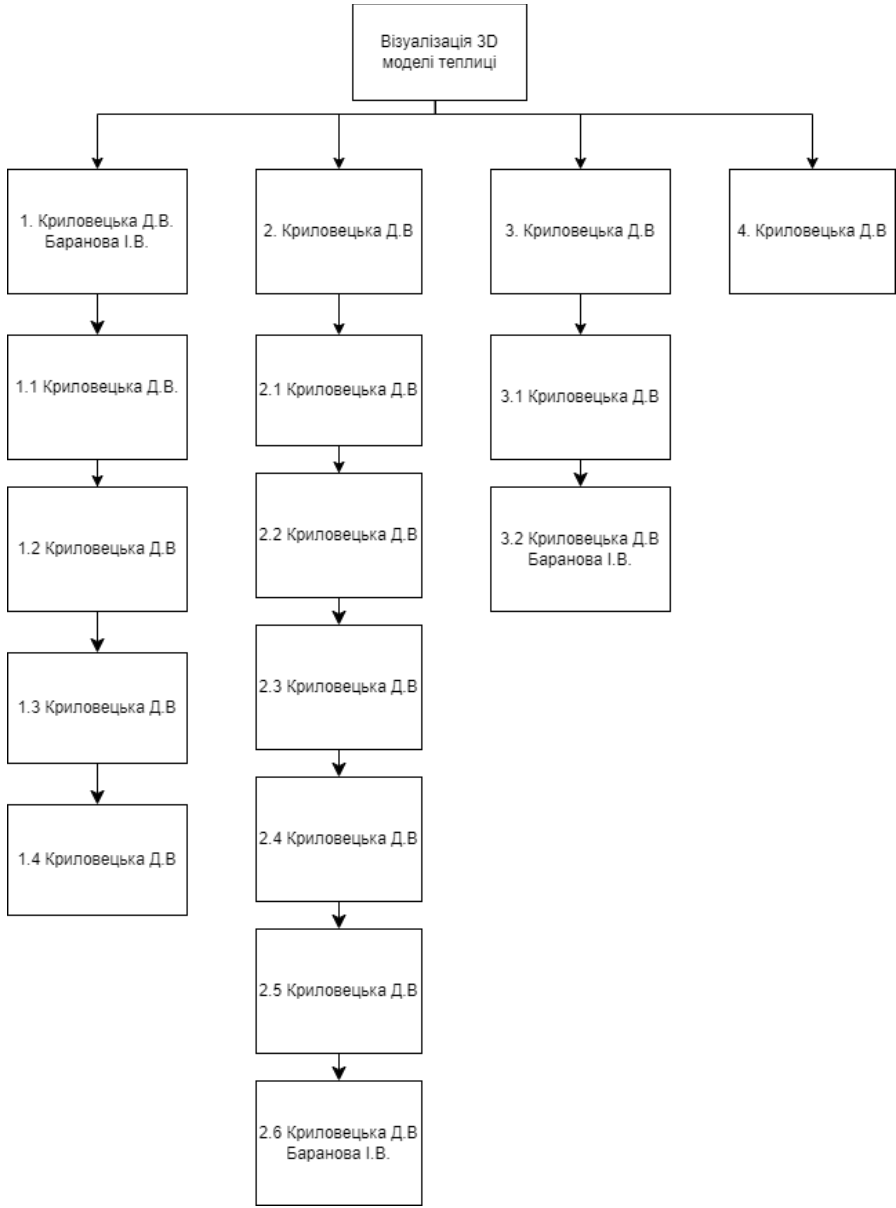 Візуалізація 3D
моделі теплиці
1. Криловецька Д.В.
Баранова І.В.
2. Криловецька Д.В
3. Криловецька Д.В
4. Криловецька Д.В
1.1 Криловецька Д.В.
2.1 Криловецька Д.В
3.1 Криловецька Д.В
1.2 Криловецька Д.В
2.2 Криловецька Д.В
3.2 Криловецька Д.В
Баранова І.В.
1.3 Криловецька Д.В
2.3 Криловецька Д.В
1.4 Криловецька Д.В
2.4 Криловецька Д.В
2.5 Криловецька Д.В
2.6 Криловецька Д.В
Баранова І.В.